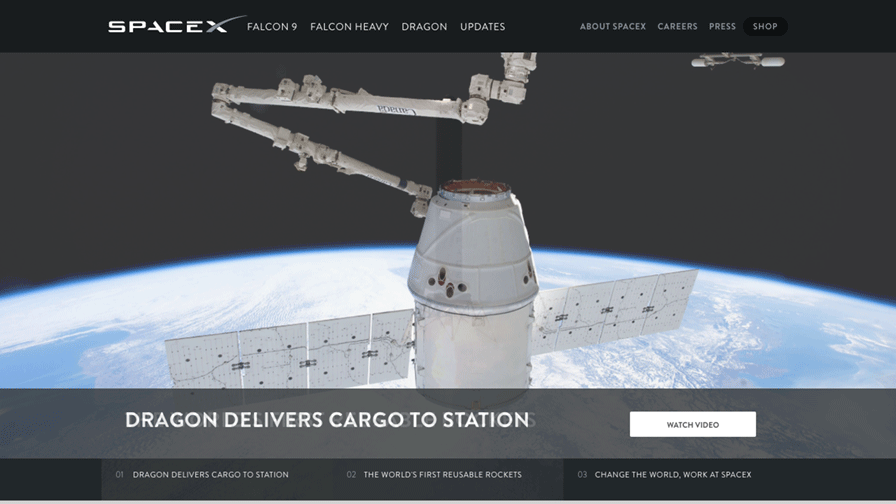 SPACEX
FALCON 9 FALCON HEAVY DRAGON UPDATES
ABOUT SPACEX CAREERS PRESS SHOP
Canada
DRAGON DELIVERS CARGO TO STATION
WATCH VIDEO
01 DRAGON DELIVERS CARGO TO STATION
02 THE WORLD'S FIRST REUSABLE ROCKETS
03 CHANGE THE WORLD, WORK AT SPACEX